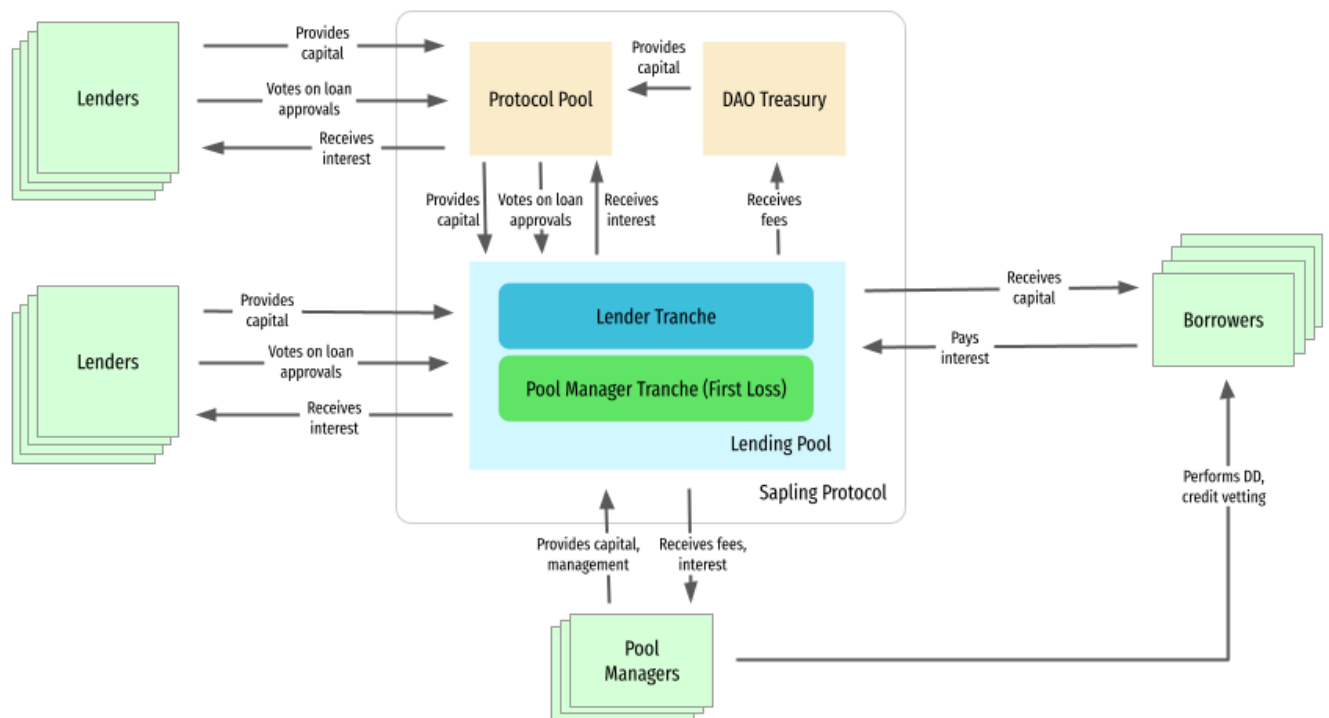 Provides
capital
Lenders
Votes on loan
approvals
Receives
interest
Protocol Pool
Provides
capital
DAO Treasury
Provides
capital
Votes on loan
approvals
Receives
interest
Receives
fees
Lenders
Provides
capital
Votes on loan
approvals
Receives
interest
Lender Tranche
Pool Manager Tranche (First Loss)
Lending Pool
Sapling Protocol
Receives
capital
Pays
interest
Borrowers
Performs DD,
credit vetting
Provides capital,
management
Receives fees,
interest
Pool
Managers